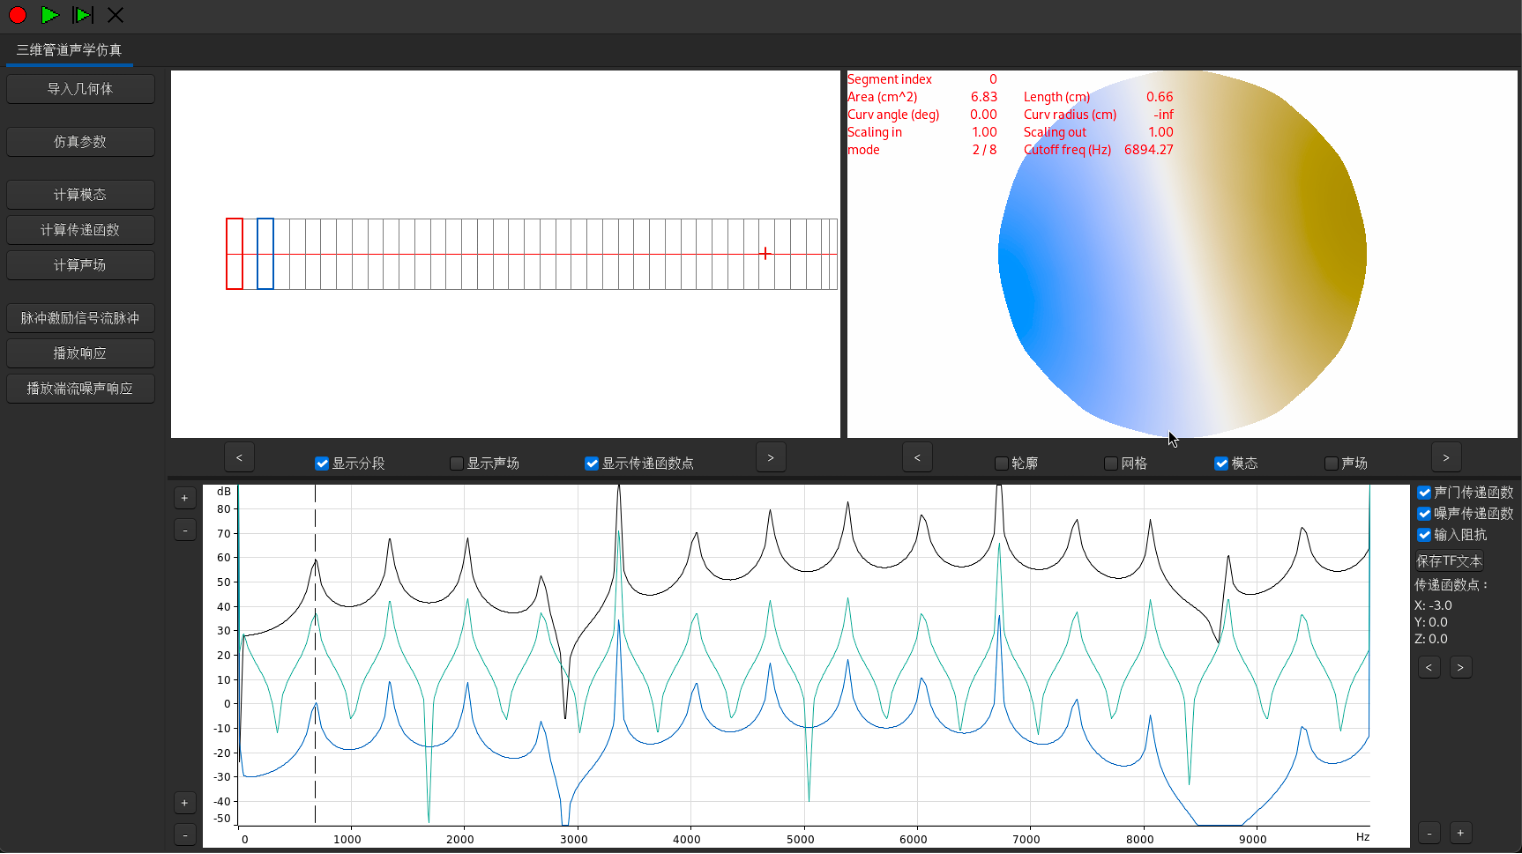 三维管道声学仿真
导入几何体
仿真参数
计算模态
计算传递函数
计算声场
脉冲激励信号流脉冲
播放响应
播放湍流噪声响应
Segment index 0
Area (cm^2) 6.83 Length (cm) 0.66
Curv angle (deg) 0.00 Curv radius (cm) -inf
Scaling in 1.00 Scaling out 1.00
mode 2 / 8 Cutoff freq (Hz) 6894.27
< 显示分段 显示声场 显示传递函数点 >
< 轮廓 网格 模态 声场 >
+
-
+
-
dB
80
70
60
50
40
30
20
10
0
-10
-20
-30
-40
-50
0 1000 2000 3000 4000 5000 6000 7000 8000 9000 Hz
声门传递函数
噪声传递函数
输入阻抗
保存TF文本
传递函数点：
X: -3.0
Y: 0.0
Z: 0.0
< >
- +